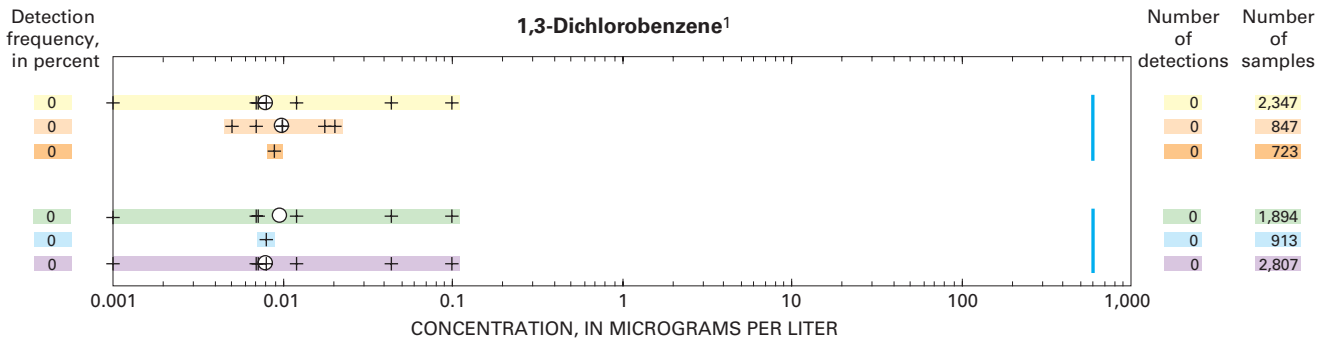 1,3-Dichlorobenzene¹
Detection
frequency,
in percent
Number
of
detections
Number
of
samples
0 0 2,347
0 0 847
0 0 723
0 0 1,894
0 0 913
0 0 2,807
0.001 0.01 0.1 1 10 100 1,000
CONCENTRATION, IN MICROGRAMS PER LITER